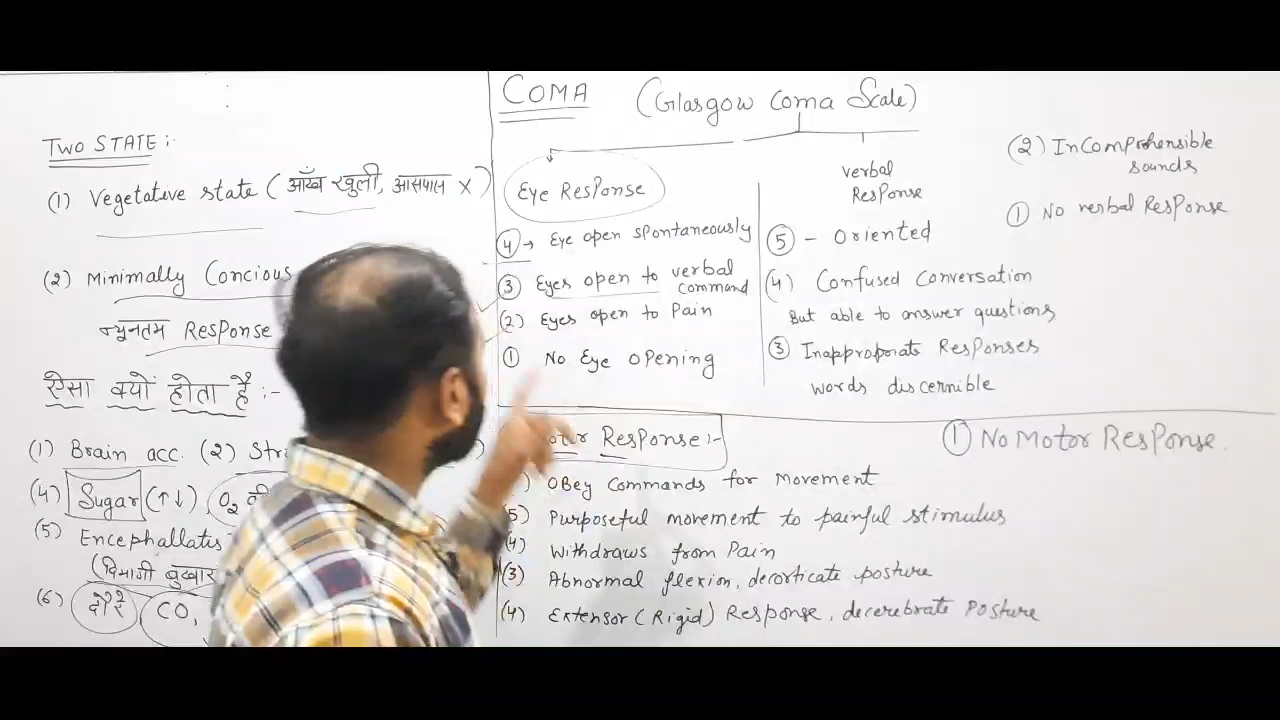 TWO STATE :-
(1) Vegetative state ( आँख खुली, आसपास X )
(2) Minimally Concious
न्यूनतम Response
ऐसा क्यों होता है :-
(1) Brain acc. (2)
(4) Sugar (↑↓) O2 की
(5) Encephallatis
(दिमागी बुखार
(6) दौरे CO,
COMA (Glasgow Coma Scale)
Eye Response
④ → Eye open spontaneously
③ Eyes open to verbal
command
(2) Eyes open to Pain
① No Eye opening
verbal
Response
⑤ - Oriented
(4) Confused Conversation
But able to answer questions
③ Inappropriate Responses
words discernible
(2) InComprehensible
sounds
① No verbal Response
Response :-
Obey Commands for Movement
5) Purposeful movement to painful stimulus
(4) Withdraws from Pain
(3) Abnormal flexion, decorticate posture
(4) Extensor (Rigid) Response, decerebrate Posture
① No Motor Response.